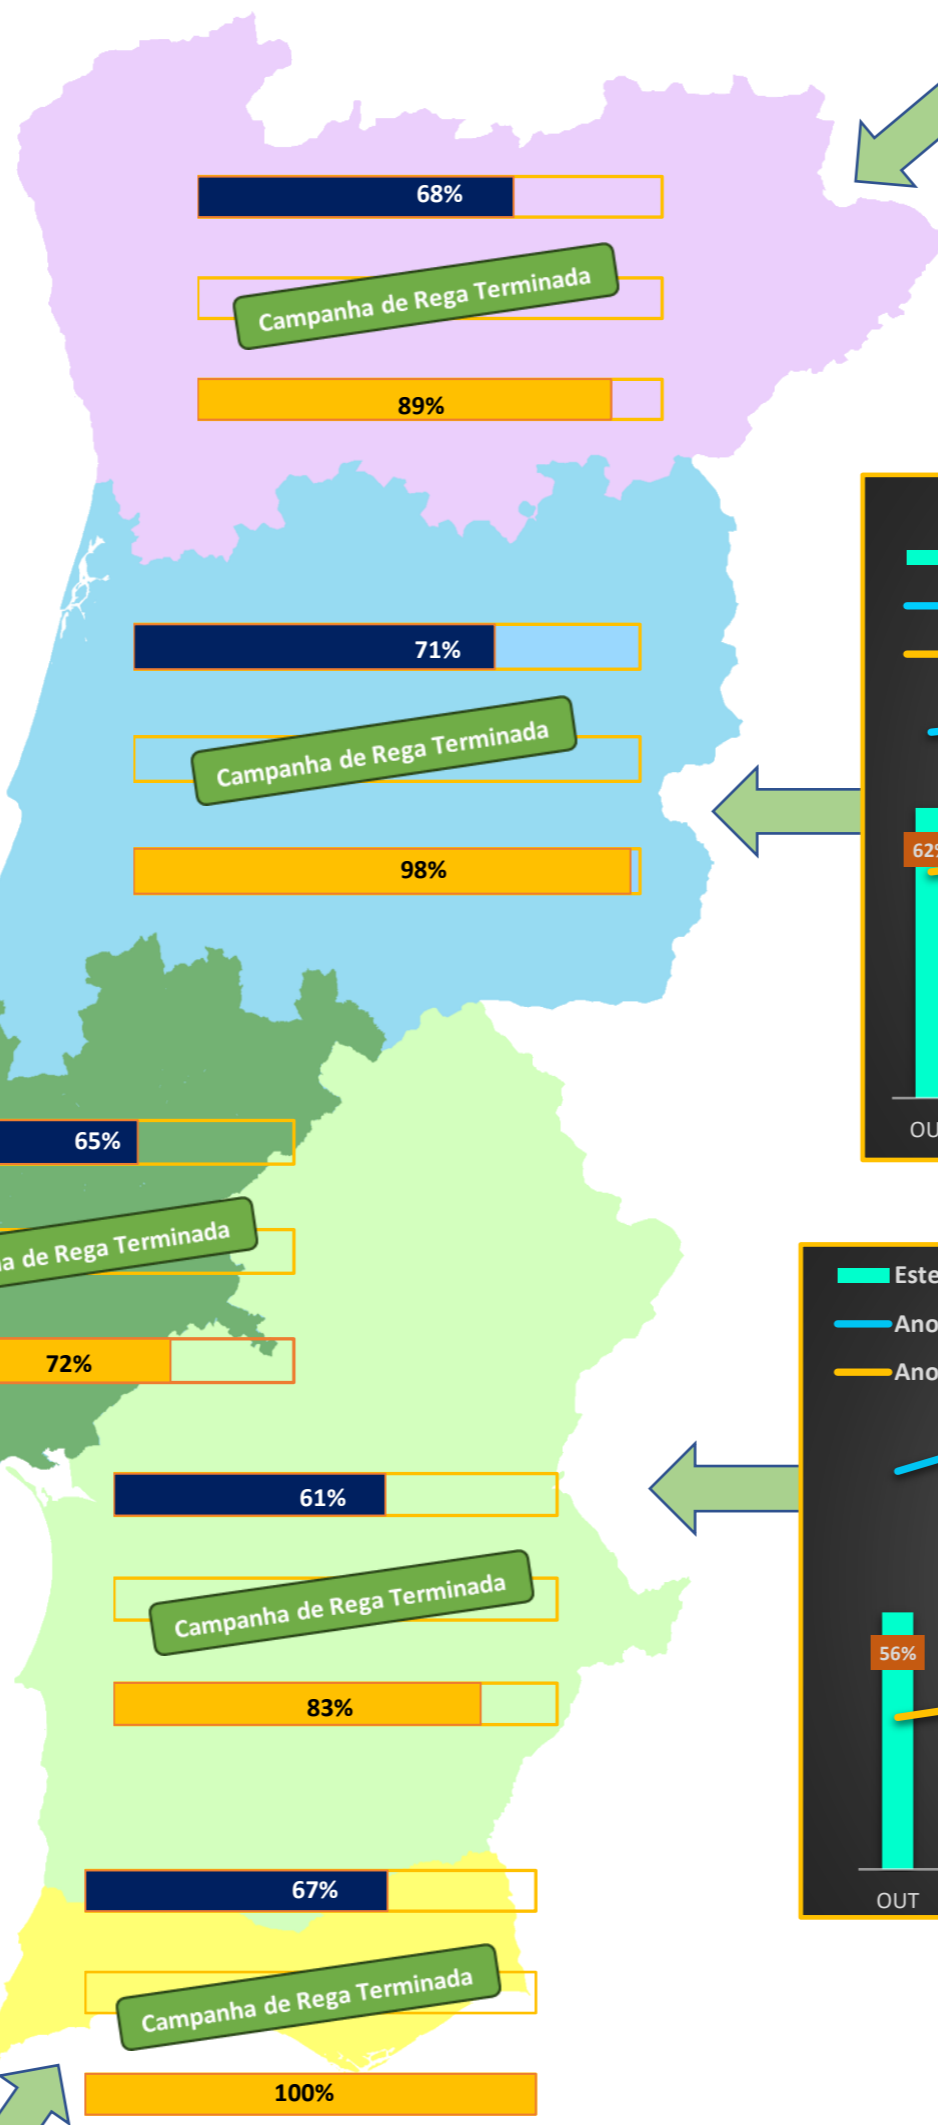 68%
Campanha de Rega Terminada
89%
71%
Campanha de Rega Terminada
98%
62%
65%
de Rega Terminada
72%
Este
Ano
Ano
61%
Campanha de Rega Terminada
56%
83%
67%
OUT
Campanha de Rega Terminada
100%